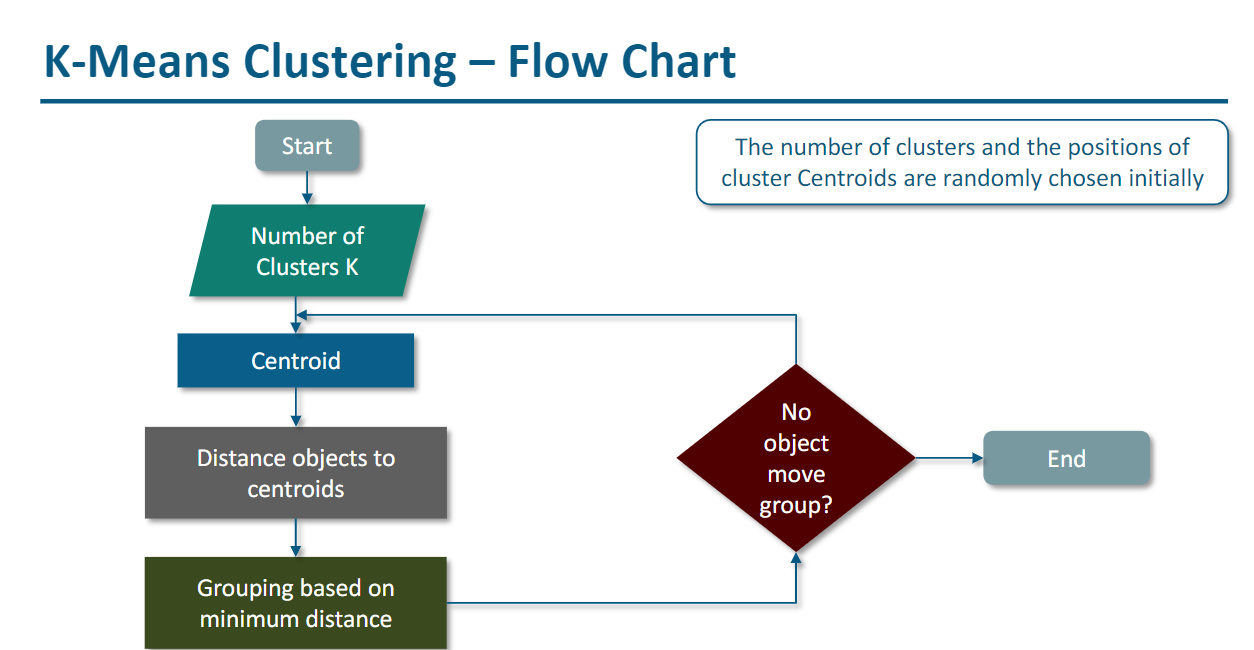 K-Means Clustering – Flow Chart
Start
The number of clusters and the positions of
cluster Centroids are randomly chosen initially
Number of
Clusters K
Centroid
Distance objects to
centroids
Grouping based on
minimum distance
No
object
move
group?
End